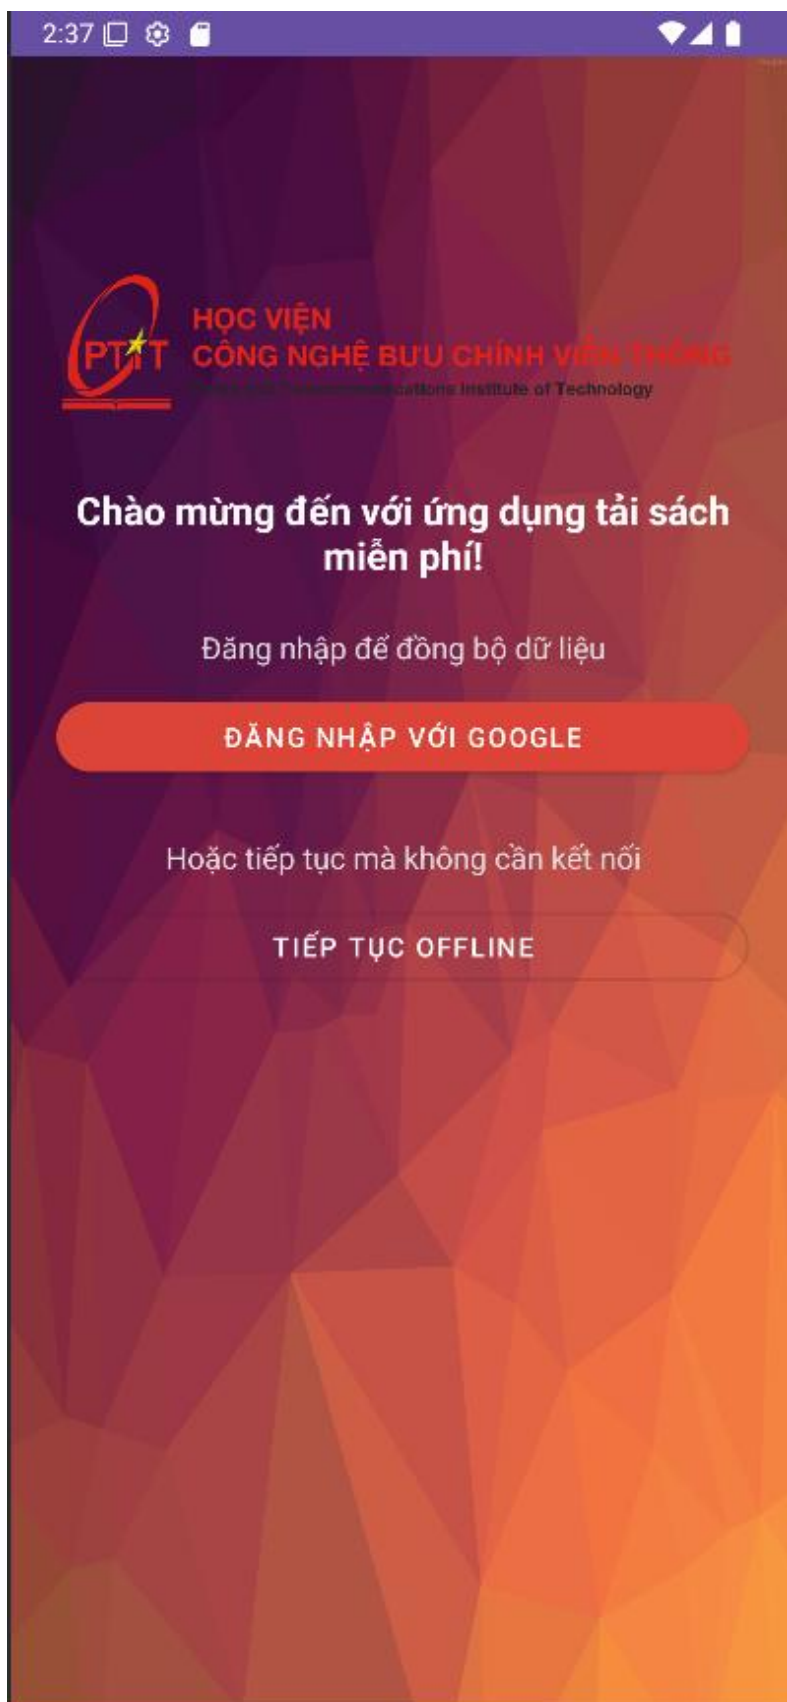 2:37
PTIT
HỌC VIỆN
CÔNG NGHỆ BƯU CHÍNH VIỄN THÔNG
Institute of Technology
Chào mừng đến với ứng dụng tải sách
miễn phí!
Đăng nhập để đồng bộ dữ liệu
ĐĂNG NHẬP VỚI GOOGLE
Hoặc tiếp tục mà không cần kết nối
TIẾP TỤC OFFLINE